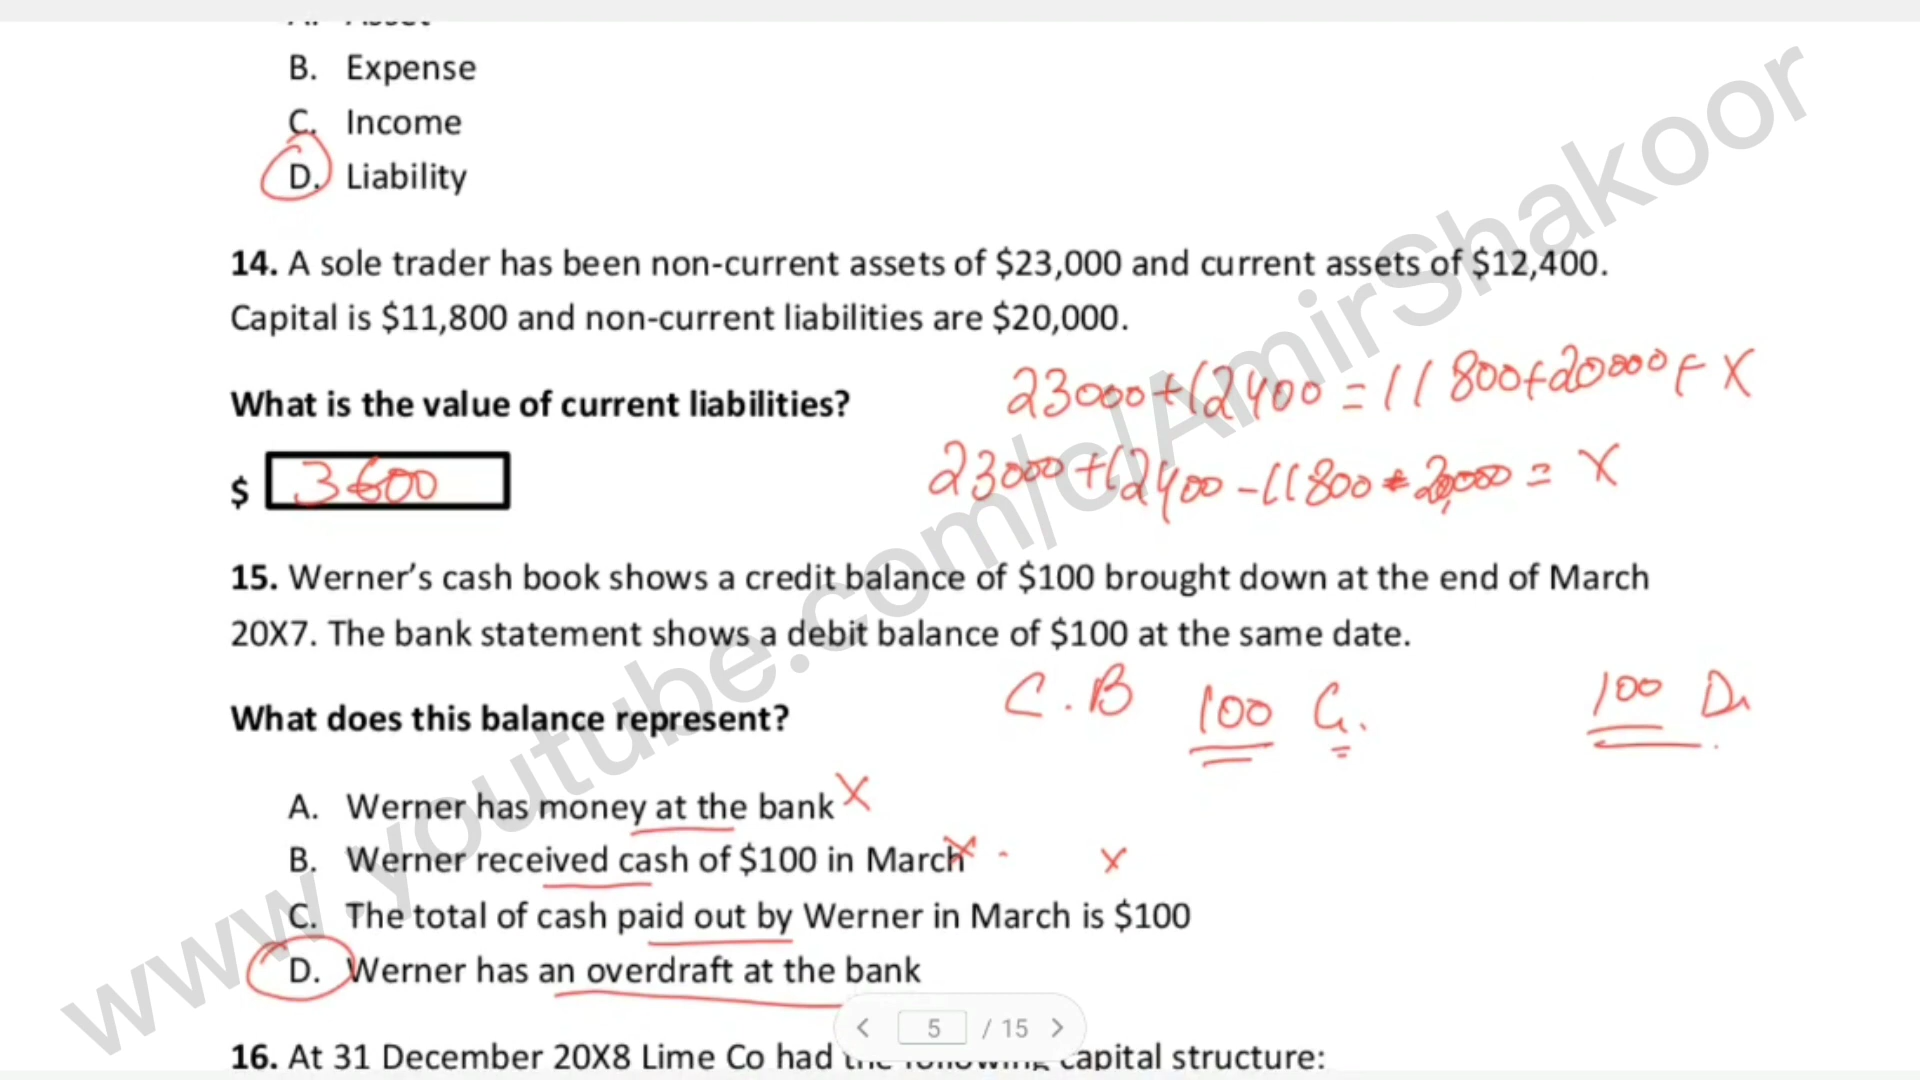 B. Expense
C. Income
D. Liability
14. A sole trader has been non-current assets of $23,000 and current assets of $12,400.
Capital is $11,800 and non-current liabilities are $20,000.
23000+12400 = 11800+20000+ X
What is the value of current liabilities?
23000+12400 -11800 - 20,000 = X
$ 3600
15. Werner's cash book shows a credit balance of $100 brought down at the end of March
20X7. The bank statement shows a debit balance of $100 at the same date.
C.B 100 Cr. 100 Dr
What does this balance represent?
A. Werner has money at the bank X
B. Werner received cash of $100 in March X X
C. The total of cash paid out by Werner in March is $100
D. Werner has an overdraft at the bank
< 5 / 15 >
16. At 31 December 20X8 Lime Co had the following capital structure:
www.youtube.com/c/AmirShakoor